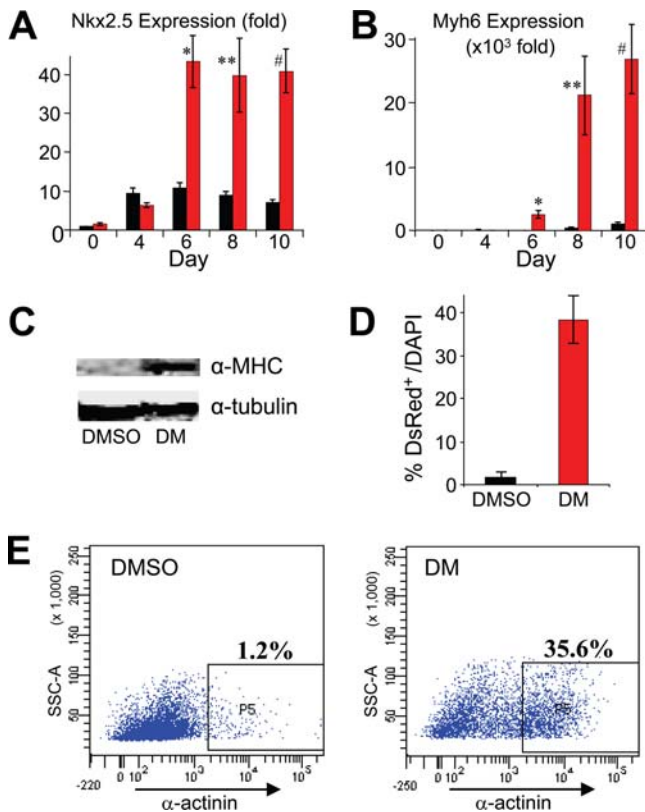 A
Nkx2.5 Expression (fold)
40
30
20
10
0
*
**
#
0 4 6 8 10
Day
B
Myh6 Expression
(x10³ fold)
30
20
10
0
*
**
#
0 4 6 8 10
Day
C
α-MHC
α-tubulin
DMSO DM
D
% DsRed⁺ /DAPI
40
30
20
10
0
DMSO DM
E
DMSO
(x 1,000)
SSC-A
250
200
150
100
50
1.2%
P5
-220 0 10² 10³ 10⁴ 10⁵
α-actinin
DM
(x 1,000)
SSC-A
250
200
150
100
50
35.6%
-250 0 10² 10³ 10⁴ 10⁵
α-actinin